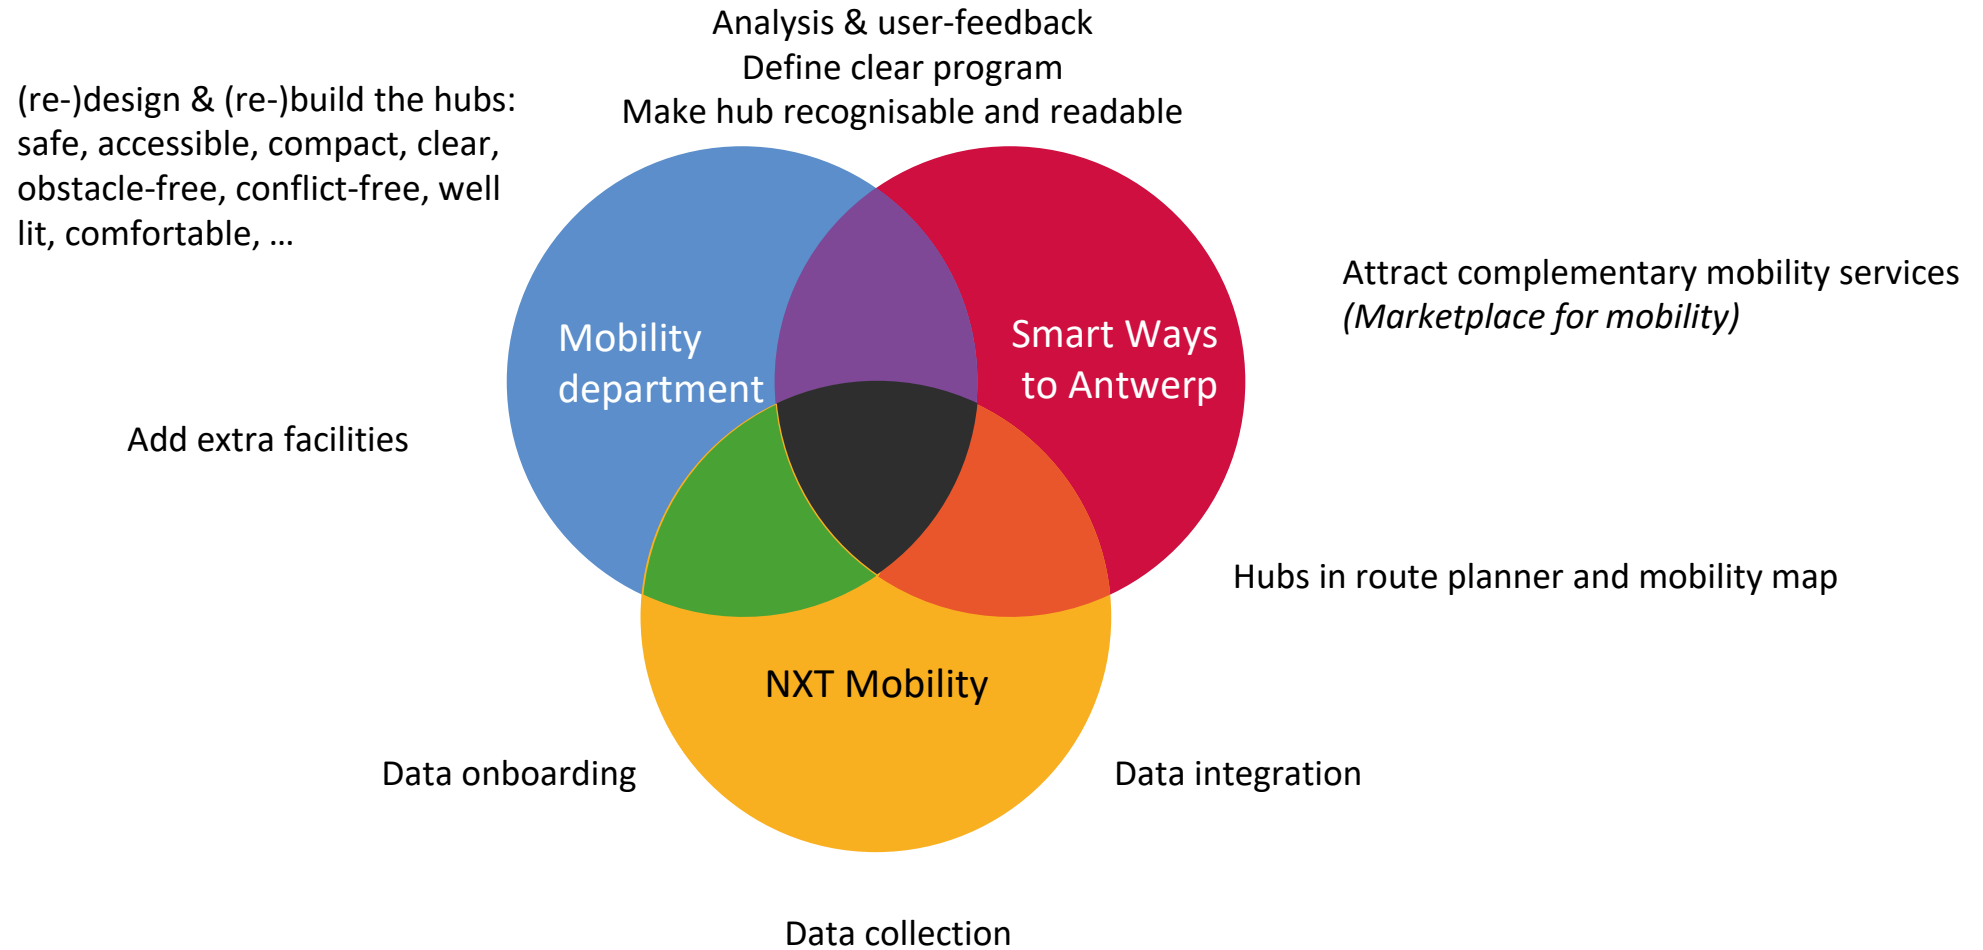 Analysis & user-feedback
Define clear program
Make hub recognisable and readable
(re-)design & (re-)build the hubs:
safe, accessible, compact, clear,
obstacle-free, conflict-free, well
lit, comfortable, …
Attract complementary mobility services
(Marketplace for mobility)
Mobility
department
Smart Ways
to Antwerp
Add extra facilities
Hubs in route planner and mobility map
NXT Mobility
Data onboarding
Data integration
Data collection